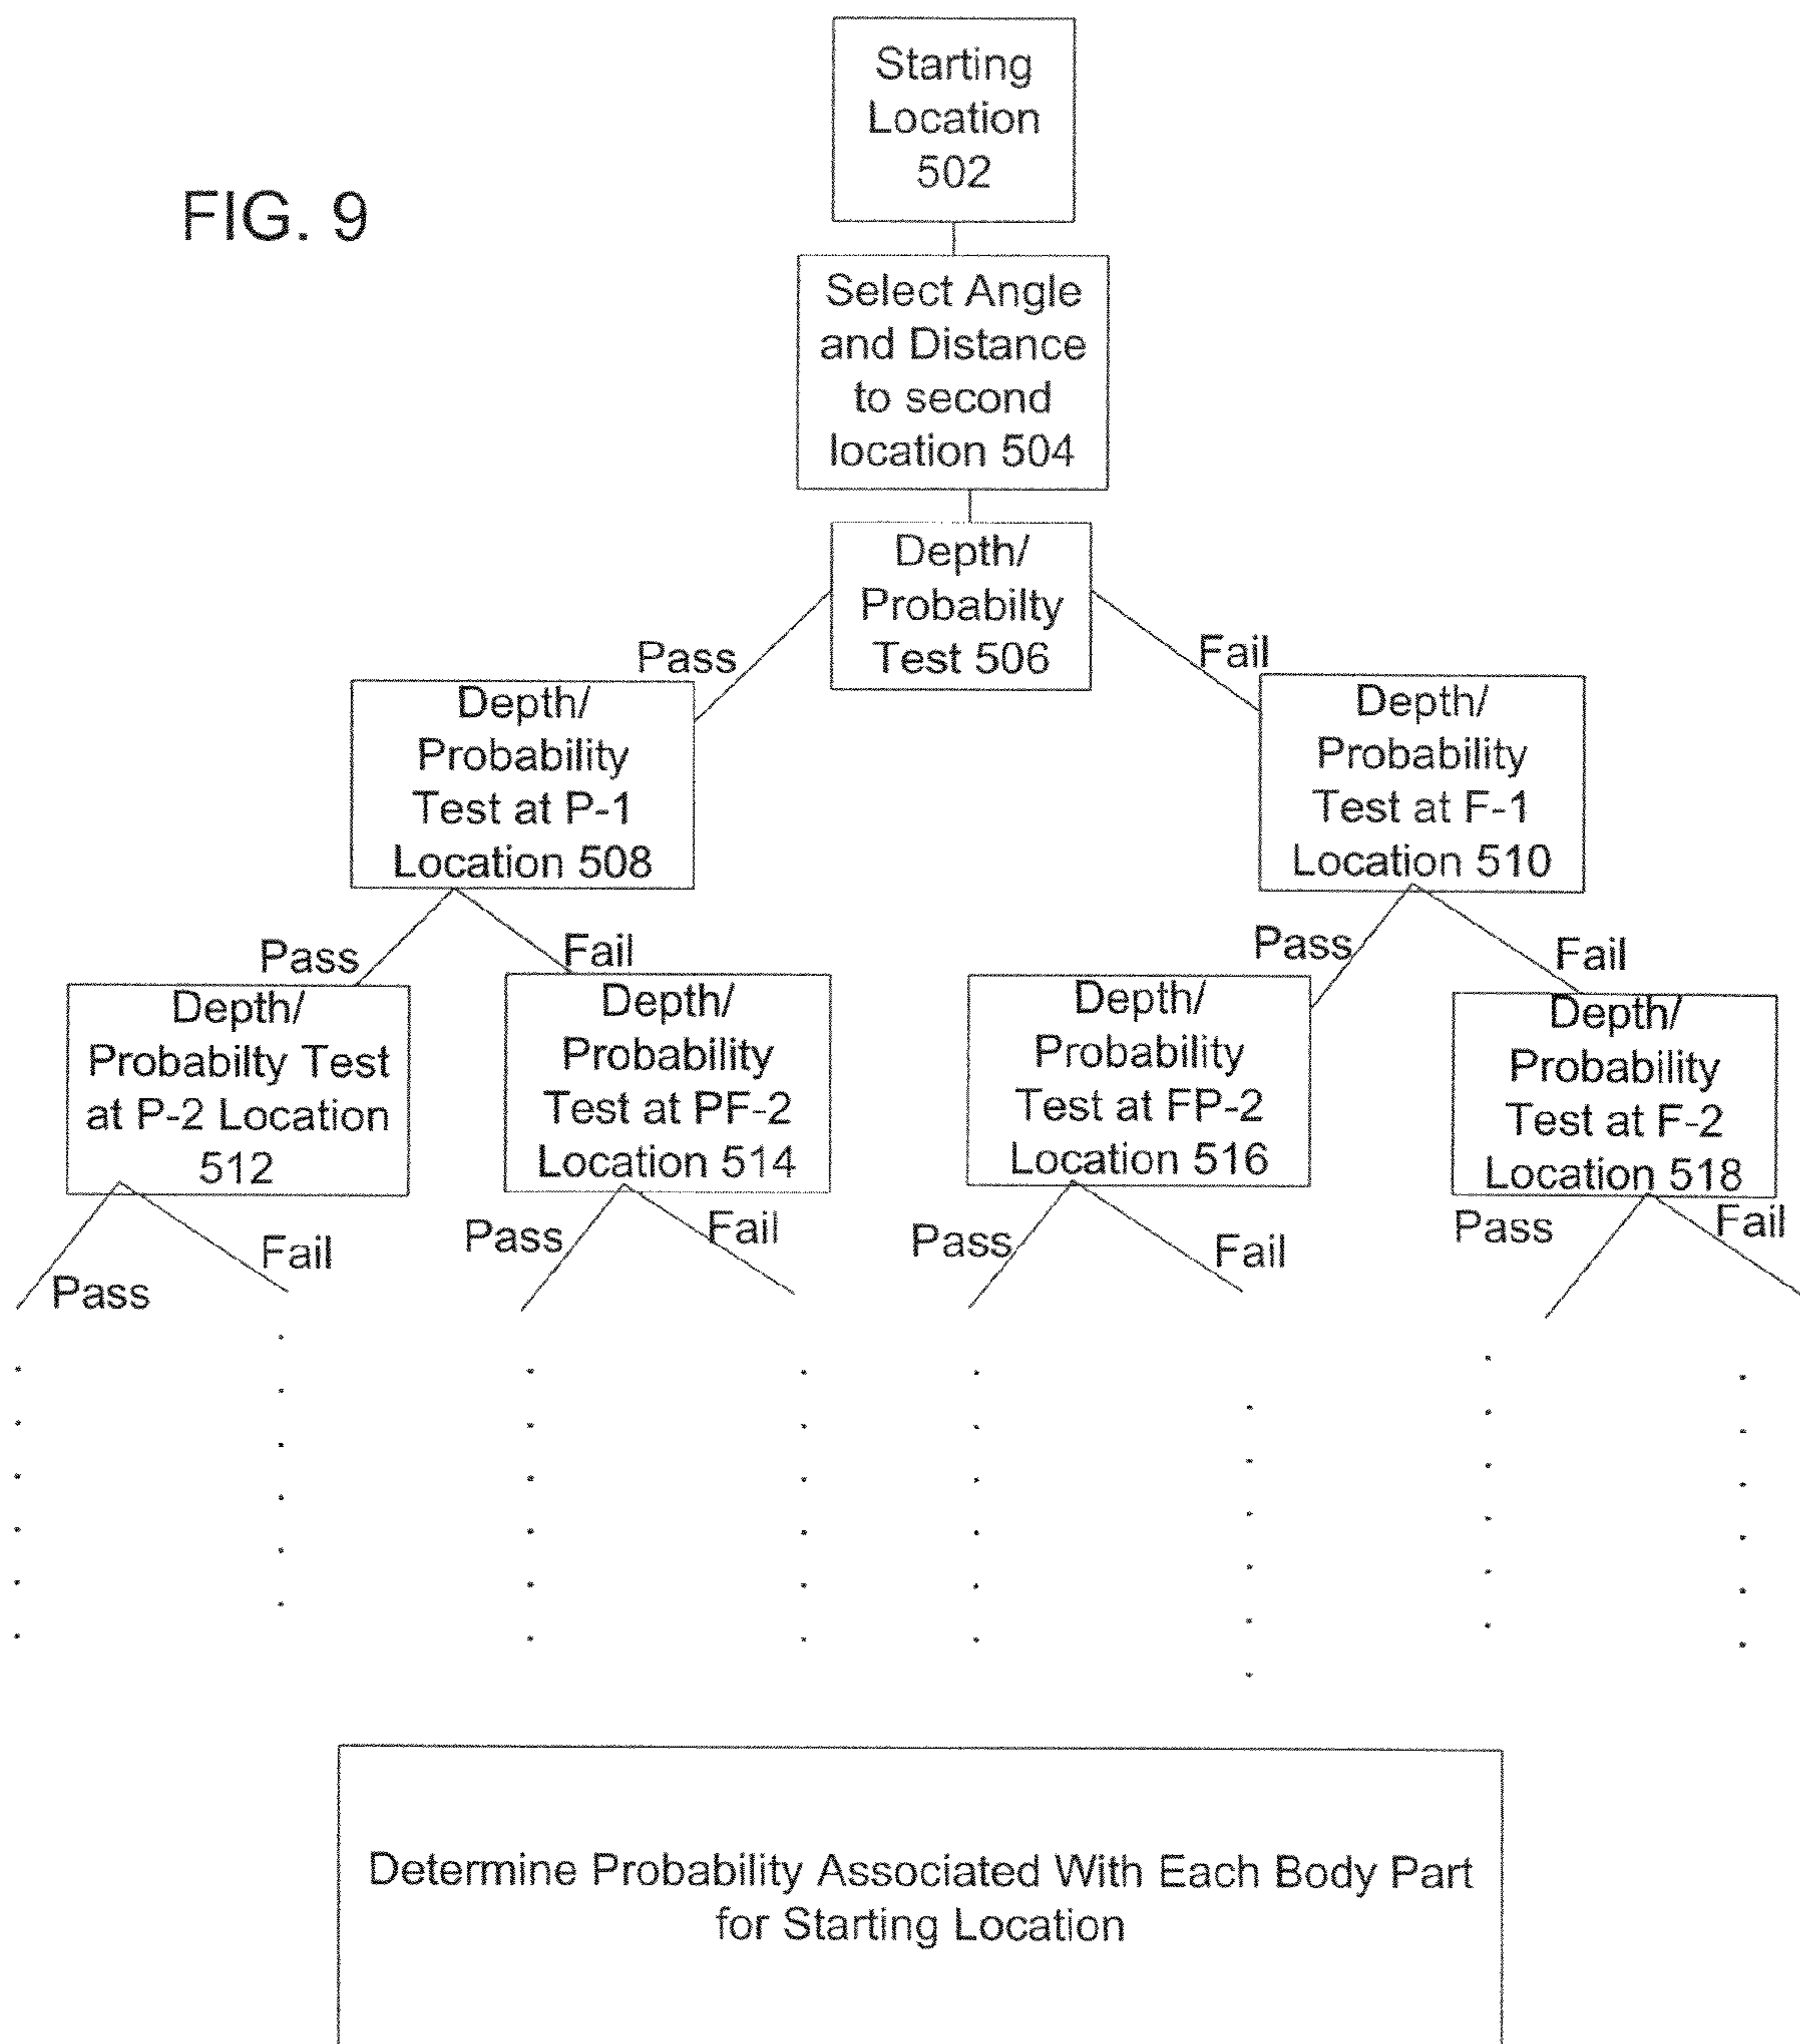 Starting
Location
502
FIG. 9
Select Angle
and Distance
to second
location 504
Depth/
Probabilty
Test 506
Pass
Fail
Depth/
Probability
Test at P-1
Location 508
Depth/
Probability
Test at F-1
Location 510
Pass
Fail
Pass
Fail
Depth/
Probabilty Test
at P-2 Location
512
Depth/
Probability
Test at PF-2
Location 514
Depth/
Probability
Test at FP-2
Location 516
Depth/
Probability
Test at F-2
Location 518
Pass
Fail
Pass
Fail
Pass
Fail
Pass
Fail
Determine Probability Associated With Each Body Part
for Starting Location